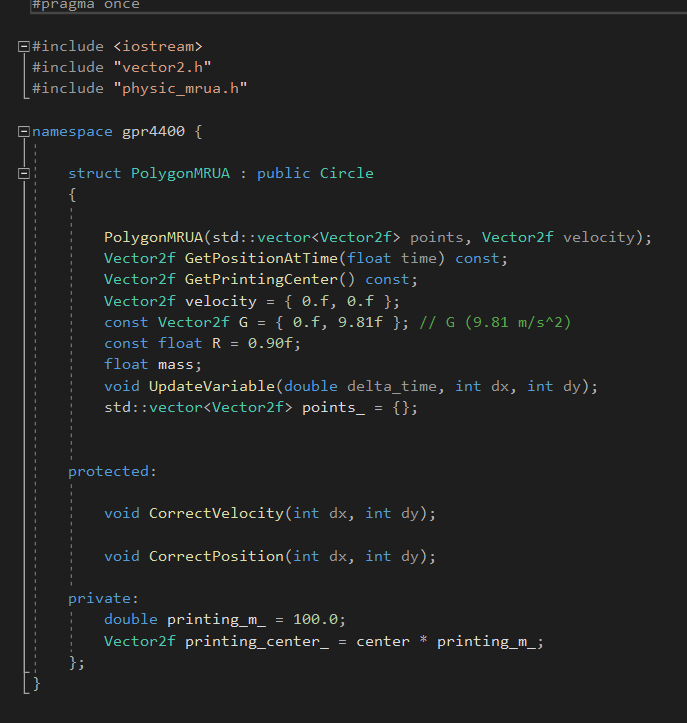 #pragma once
#include <iostream>
#include "vector2.h"
#include "physic_mrua.h"
namespace gpr4400 {
struct PolygonMRUA : public Circle
{
PolygonMRUA(std::vector<Vector2f> points, Vector2f velocity);
Vector2f GetPositionAtTime(float time) const;
Vector2f GetPrintingCenter() const;
Vector2f velocity = { 0.f, 0.f };
const Vector2f G = { 0.f, 9.81f }; // G (9.81 m/s^2)
const float R = 0.90f;
float mass;
void UpdateVariable(double delta_time, int dx, int dy);
std::vector<Vector2f> points_ = {};
protected:
void CorrectVelocity(int dx, int dy);
void CorrectPosition(int dx, int dy);
private:
double printing_m_ = 100.0;
Vector2f printing_center_ = center * printing_m_;
};
}